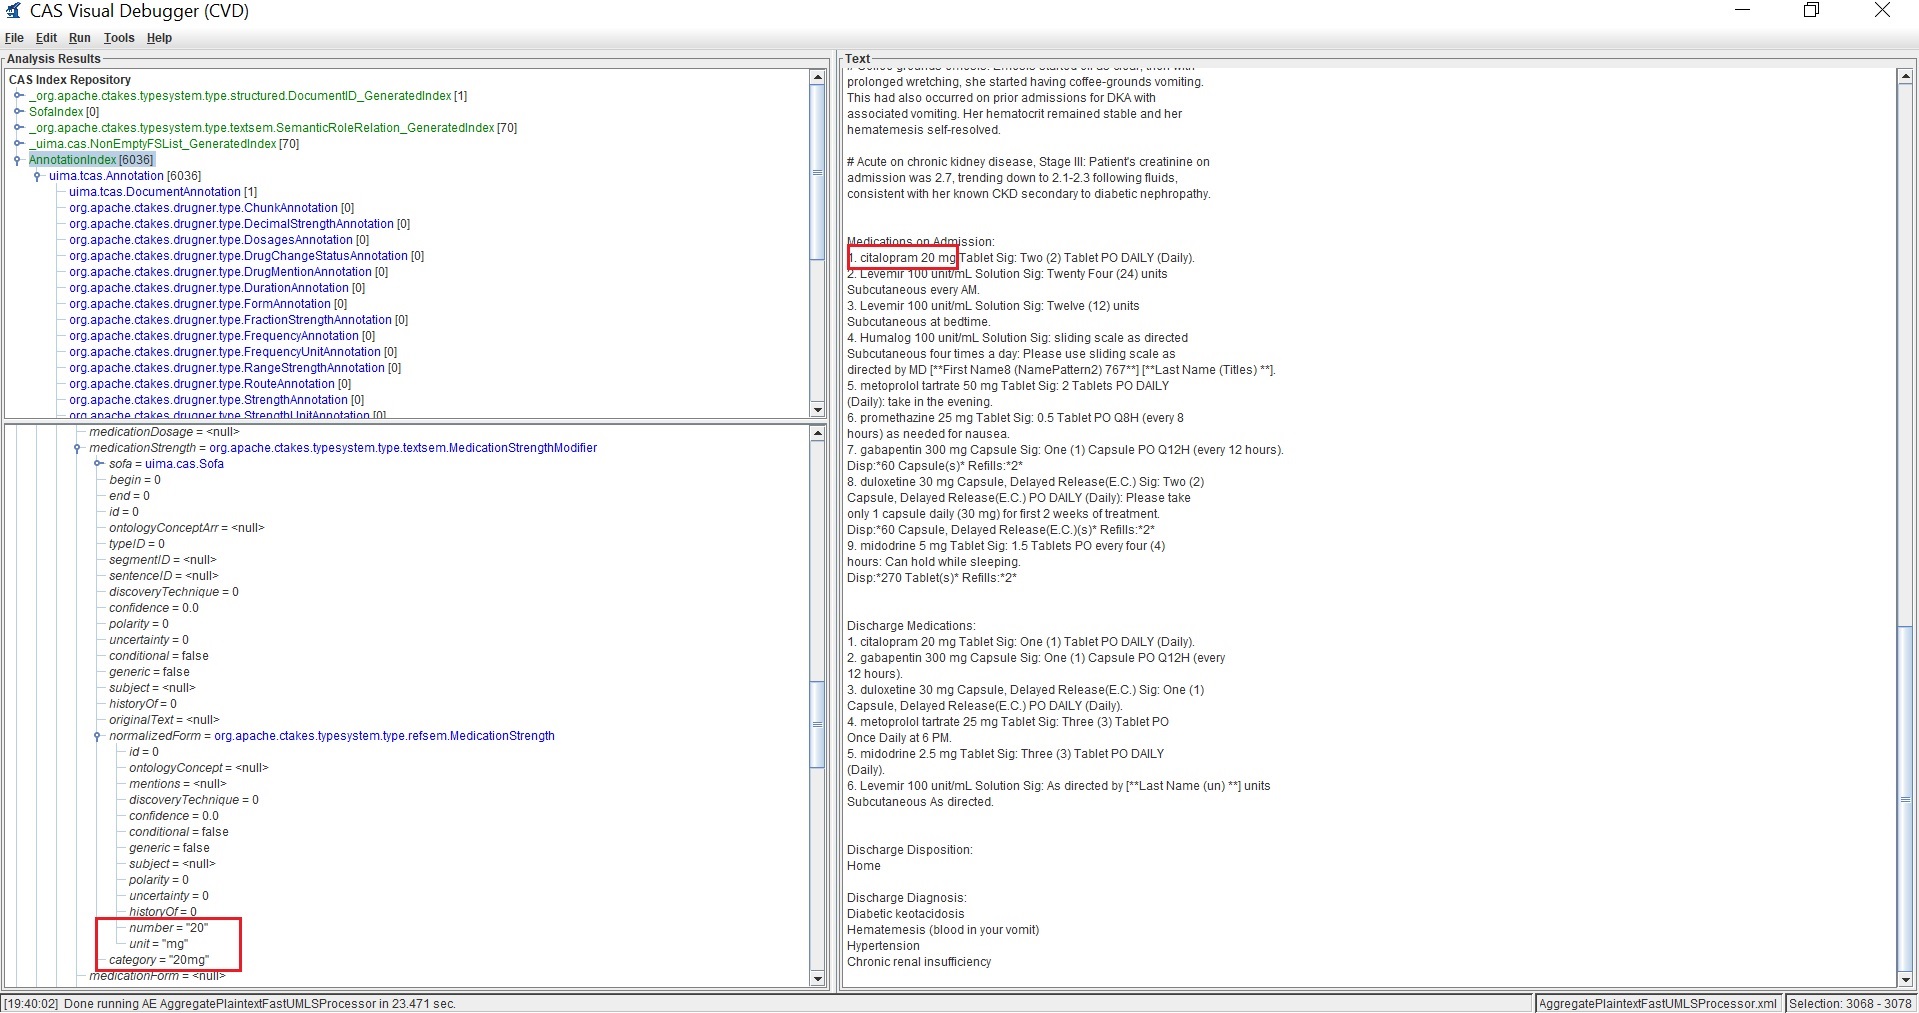 CAS Visual Debugger (CVD)
File Edit Run Tools Help
Analysis Results
CAS Index Repository
_org.apache.ctakes.typesystem.type.structured.DocumentID_GeneratedIndex [1]
SofaIndex [0]
_org.apache.ctakes.typesystem.type.textsem.SemanticRoleRelation_GeneratedIndex [70]
_uima.cas.NonEmptyFSList_GeneratedIndex [70]
AnnotationIndex [6036]
uima.tcas.Annotation [6036]
uima.tcas.DocumentAnnotation [1]
org.apache.ctakes.drugner.type.ChunkAnnotation [0]
org.apache.ctakes.drugner.type.DecimalStrengthAnnotation [0]
org.apache.ctakes.drugner.type.DosagesAnnotation [0]
org.apache.ctakes.drugner.type.DrugChangeStatusAnnotation [0]
org.apache.ctakes.drugner.type.DrugMentionAnnotation [0]
org.apache.ctakes.drugner.type.DurationAnnotation [0]
org.apache.ctakes.drugner.type.FormAnnotation [0]
org.apache.ctakes.drugner.type.FractionStrengthAnnotation [0]
org.apache.ctakes.drugner.type.FrequencyAnnotation [0]
org.apache.ctakes.drugner.type.FrequencyUnitAnnotation [0]
org.apache.ctakes.drugner.type.RangeStrengthAnnotation [0]
org.apache.ctakes.drugner.type.RouteAnnotation [0]
org.apache.ctakes.drugner.type.StrengthAnnotation [0]
org.apache.ctakes.drugner.type.StrengthUnitAnnotation [0]
medicationDosage = <null>
medicationStrength = org.apache.ctakes.typesystem.type.textsem.MedicationStrengthModifier
sofa = uima.cas.Sofa
begin = 0
end = 0
id = 0
ontologyConceptArr = <null>
typeID = 0
segmentID = <null>
sentenceID = <null>
discoveryTechnique = 0
confidence = 0.0
polarity = 0
uncertainty = 0
conditional = false
generic = false
subject = <null>
historyOf = 0
originalText = <null>
normalizedForm = org.apache.ctakes.typesystem.type.refsem.MedicationStrength
id = 0
ontologyConcept = <null>
mentions = <null>
discoveryTechnique = 0
confidence = 0.0
conditional = false
generic = false
subject = <null>
polarity = 0
uncertainty = 0
historyOf = 0
number = "20"
unit = "mg"
category = "20mg"
medicationForm = <null>
Text
prolonged wretching, she started having coffee-grounds vomiting.
This had also occurred on prior admissions for DKA with
associated vomiting. Her hematocrit remained stable and her
hematemesis self-resolved.
# Acute on chronic kidney disease, Stage III: Patient's creatinine on
admission was 2.7, trending down to 2.1-2.3 following fluids,
consistent with her known CKD secondary to diabetic nephropathy.
Medications on Admission:
1. citalopram 20 mg Tablet Sig: Two (2) Tablet PO DAILY (Daily).
2. Levemir 100 unit/mL Solution Sig: Twenty Four (24) units
Subcutaneous every AM.
3. Levemir 100 unit/mL Solution Sig: Twelve (12) units
Subcutaneous at bedtime.
4. Humalog 100 unit/mL Solution Sig: sliding scale as directed
Subcutaneous four times a day: Please use sliding scale as
directed by MD [**First Name8 (NamePattern2) 767**] [**Last Name (Titles) **].
5. metoprolol tartrate 50 mg Tablet Sig: 2 Tablets PO DAILY
(Daily): take in the evening.
6. promethazine 25 mg Tablet Sig: 0.5 Tablet PO Q8H (every 8
hours) as needed for nausea.
7. gabapentin 300 mg Capsule Sig: One (1) Capsule PO Q12H (every 12 hours).
Disp:*60 Capsule(s)* Refills:*2*
8. duloxetine 30 mg Capsule, Delayed Release(E.C.) Sig: Two (2)
Capsule, Delayed Release(E.C.) PO DAILY (Daily): Please take
only 1 capsule daily (30 mg) for first 2 weeks of treatment.
Disp:*60 Capsule, Delayed Release(E.C.)(s)* Refills:*2*
9. midodrine 5 mg Tablet Sig: 1.5 Tablets PO every four (4)
hours: Can hold while sleeping.
Disp:*270 Tablet(s)* Refills:*2*
Discharge Medications:
1. citalopram 20 mg Tablet Sig: One (1) Tablet PO DAILY (Daily).
2. gabapentin 300 mg Capsule Sig: One (1) Capsule PO Q12H (every
12 hours).
3. duloxetine 30 mg Capsule, Delayed Release(E.C.) Sig: One (1)
Capsule, Delayed Release(E.C.) PO DAILY (Daily).
4. metoprolol tartrate 25 mg Tablet Sig: Three (3) Tablet PO
Once Daily at 6 PM.
5. midodrine 2.5 mg Tablet Sig: Three (3) Tablet PO DAILY
(Daily).
6. Levemir 100 unit/mL Solution Sig: As directed by [**Last Name (un) **] units
Subcutaneous As directed.
Discharge Disposition:
Home
Discharge Diagnosis:
Diabetic keotacidosis
Hematemesis (blood in your vomit)
Hypertension
Chronic renal insufficiency
[19:40:02] Done running AE AggregatePlaintextFastUMLSProcessor in 23.471 sec.
AggregatePlaintextFastUMLSProcessor.xml
Selection: 3068 - 3078